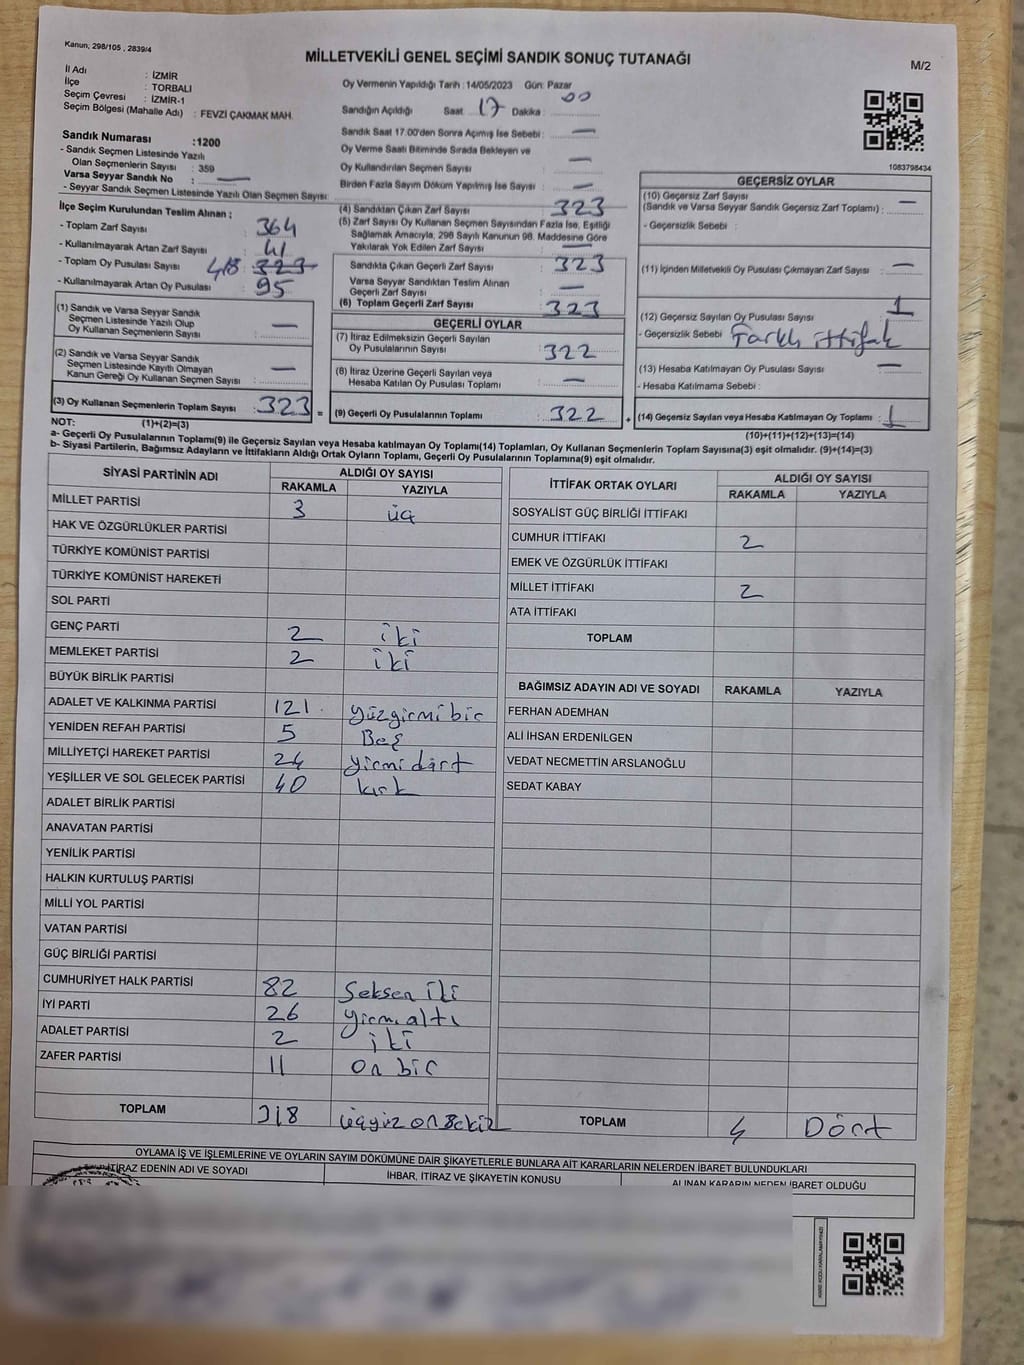 Kanun; 298/105 , 2839/4
MİLLETVEKİLİ GENEL SEÇİMİ SANDIK SONUÇ TUTANAĞI
M/2
İl Adı : İZMİR
İlçe : TORBALI
Seçim Çevresi : İZMİR-1
Seçim Bölgesi (Mahalle Adı) : FEVZİ ÇAKMAK MAH.
Sandık Numarası :1200
- Sandık Seçmen Listesinde Yazılı
Olan Seçmenlerin Sayısı : 359
Varsa Seyyar Sandık No : —
- Seyyar Sandık Seçmen Listesinde Yazılı Olan Seçmen Sayısı:
Oy Vermenin Yapıldığı Tarih :14/05/2023 Gün: Pazar
Sandığın Açıldığı Saat 17 Dakika : 00
Sandık Saat 17.00'den Sonra Açımış İse Sebebi : —
Oy Verme Saati Bitiminde Sırada Bekleyen ve
Oy Kullandırılan Seçmen Sayısı —
Birden Fazla Sayım Döküm Yapılmış İse Sayısı —
1083798434
İlçe Seçim Kurulundan Teslim Alınan ;
- Toplam Zarf Sayısı 364
- Kullanılmayarak Artan Zarf Sayısı : 41
- Toplam Oy Pusulası Sayısı 418 323
- Kullanılmayarak Artan Oy Pusulası : 95
(1) Sandık ve Varsa Seyyar Sandık
Seçmen Listesinde Yazılı Olup
Oy Kullanan Seçmenlerin Sayısı : —
(2) Sandık ve Varsa Seyyar Sandık
Seçmen Listesinde Kayıtlı Olmayan
Kanun Gereği Oy Kullanan Seçmen Sayısı : —
(3) Oy Kullanan Seçmenlerin Toplam Sayısı : 323 =
(1)+(2)=(3)
(4) Sandıktan Çıkan Zarf Sayısı 323
(5) Zarf Sayısı Oy Kullanan Seçmen Sayısından Fazla İse, Eşitliği
Sağlamak Amacıyla, 298 Sayılı Kanunun 98. Maddesine Göre
Yakılarak Yok Edilen Zarf Sayısı : —
Sandıkta Çıkan Geçerli Zarf Sayısı : 323
Varsa Seyyar Sandıktan Teslim Alınan
Geçerli Zarf Sayısı : —
(6) Toplam Geçerli Zarf Sayısı : 323
GEÇERLİ OYLAR
(7) İtiraz Edilmeksizin Geçerli Sayılan
Oy Pusulalarının Sayısı : 322
(8) İtiraz Üzerine Geçerli Sayılan veya
Hesaba Katılan Oy Pusulası Toplamı : —
(9) Geçerli Oy Pusulalarının Toplamı : 322 +
GEÇERSİZ OYLAR
(10) Geçersiz Zarf Sayısı
(Sandık ve Varsa Seyyar Sandık Geçersiz Zarf Toplamı) : —
- Geçersizlik Sebebi :
(11) İçinden Milletvekili Oy Pusulası Çıkmayan Zarf Sayısı : —
(12) Geçersiz Sayılan Oy Pusulası Sayısı : 1
- Geçersizlik Sebebi : Farklı ittifak
(13) Hesaba Katılmayan Oy Pusulası Sayısı : —
- Hesaba Katılmama Sebebi :
(14) Geçersiz Sayılan veya Hesaba Katılmayan Oy Toplamı : 1
(10)+(11)+(12)+(13)=(14)
NOT:
a- Geçerli Oy Pusulalarının Toplamı(9) ile Geçersiz Sayılan veya Hesaba katılmayan Oy Toplamı(14) Toplamları, Oy Kullanan Seçmenlerin Toplam Sayısına(3) eşit olmalıdır. (9)+(14)=(3)
b- Siyasi Partilerin, Bağımsız Adayların ve İttifakların Aldığı Ortak Oyların Toplamı, Geçerli Oy Pusulalarının Toplamına(9) eşit olmalıdır.
SİYASİ PARTİNİN ADI ALDIĞI OY SAYISI
RAKAMLA YAZIYLA
MİLLET PARTİSİ 3 üç
HAK VE ÖZGÜRLÜKLER PARTİSİ
TÜRKİYE KOMÜNİST PARTİSİ
TÜRKİYE KOMÜNİST HAREKETİ
SOL PARTİ
GENÇ PARTİ 2 iki
MEMLEKET PARTİSİ 2 iki
BÜYÜK BİRLİK PARTİSİ
ADALET VE KALKINMA PARTİSİ 121 yüzyirmi bir
YENİDEN REFAH PARTİSİ 5 Beş
MİLLİYETÇİ HAREKET PARTİSİ 24 yirmi dört
YEŞİLLER VE SOL GELECEK PARTİSİ 40 kırk
ADALET BİRLİK PARTİSİ
ANAVATAN PARTİSİ
YENİLİK PARTİSİ
HALKIN KURTULUŞ PARTİSİ
MİLLİ YOL PARTİSİ
VATAN PARTİSİ
GÜÇ BİRLİĞİ PARTİSİ
CUMHURİYET HALK PARTİSİ 82 Seksen iki
İYİ PARTİ 26 yirmi altı
ADALET PARTİSİ 2 iki
ZAFER PARTİSİ 11 on bir
TOPLAM 318 üçyüz onsekiz
İTTİFAK ORTAK OYLARI ALDIĞI OY SAYISI
RAKAMLA YAZIYLA
SOSYALİST GÜÇ BİRLİĞİ İTTİFAKI
CUMHUR İTTİFAKI 2
EMEK VE ÖZGÜRLÜK İTTİFAKI
MİLLET İTTİFAKI 2
ATA İTTİFAKI
TOPLAM
BAĞIMSIZ ADAYIN ADI VE SOYADI RAKAMLA YAZIYLA
FERHAN ADEMHAN
ALİ İHSAN ERDENİLGEN
VEDAT NECMETTİN ARSLANOĞLU
SEDAT KABAY
TOPLAM 4 Dört
OYLAMA İŞ VE İŞLEMLERİNE VE OYLARIN SAYIM DÖKÜMÜNE DAİR ŞİKAYETLERLE BUNLARA AİT KARARLARIN NELERDEN İBARET BULUNDUKLARI
İTİRAZ EDENİN ADI VE SOYADI İHBAR, İTİRAZ VE ŞİKAYETİN KONUSU ALINAN KARARIN NEDEN İBARET OLDUĞU